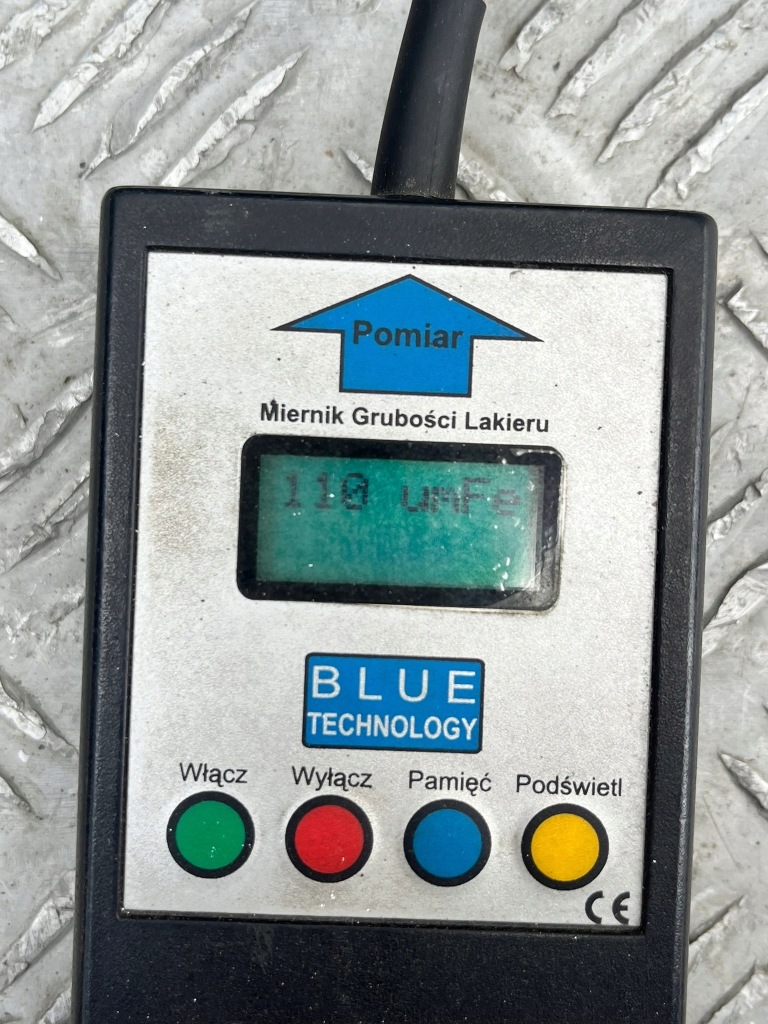 Pomiar
Miernik Grubości Lakieru
110 umFe
BLUE
TECHNOLOGY
Włącz Wyłącz Pamięć Podświetl
CE